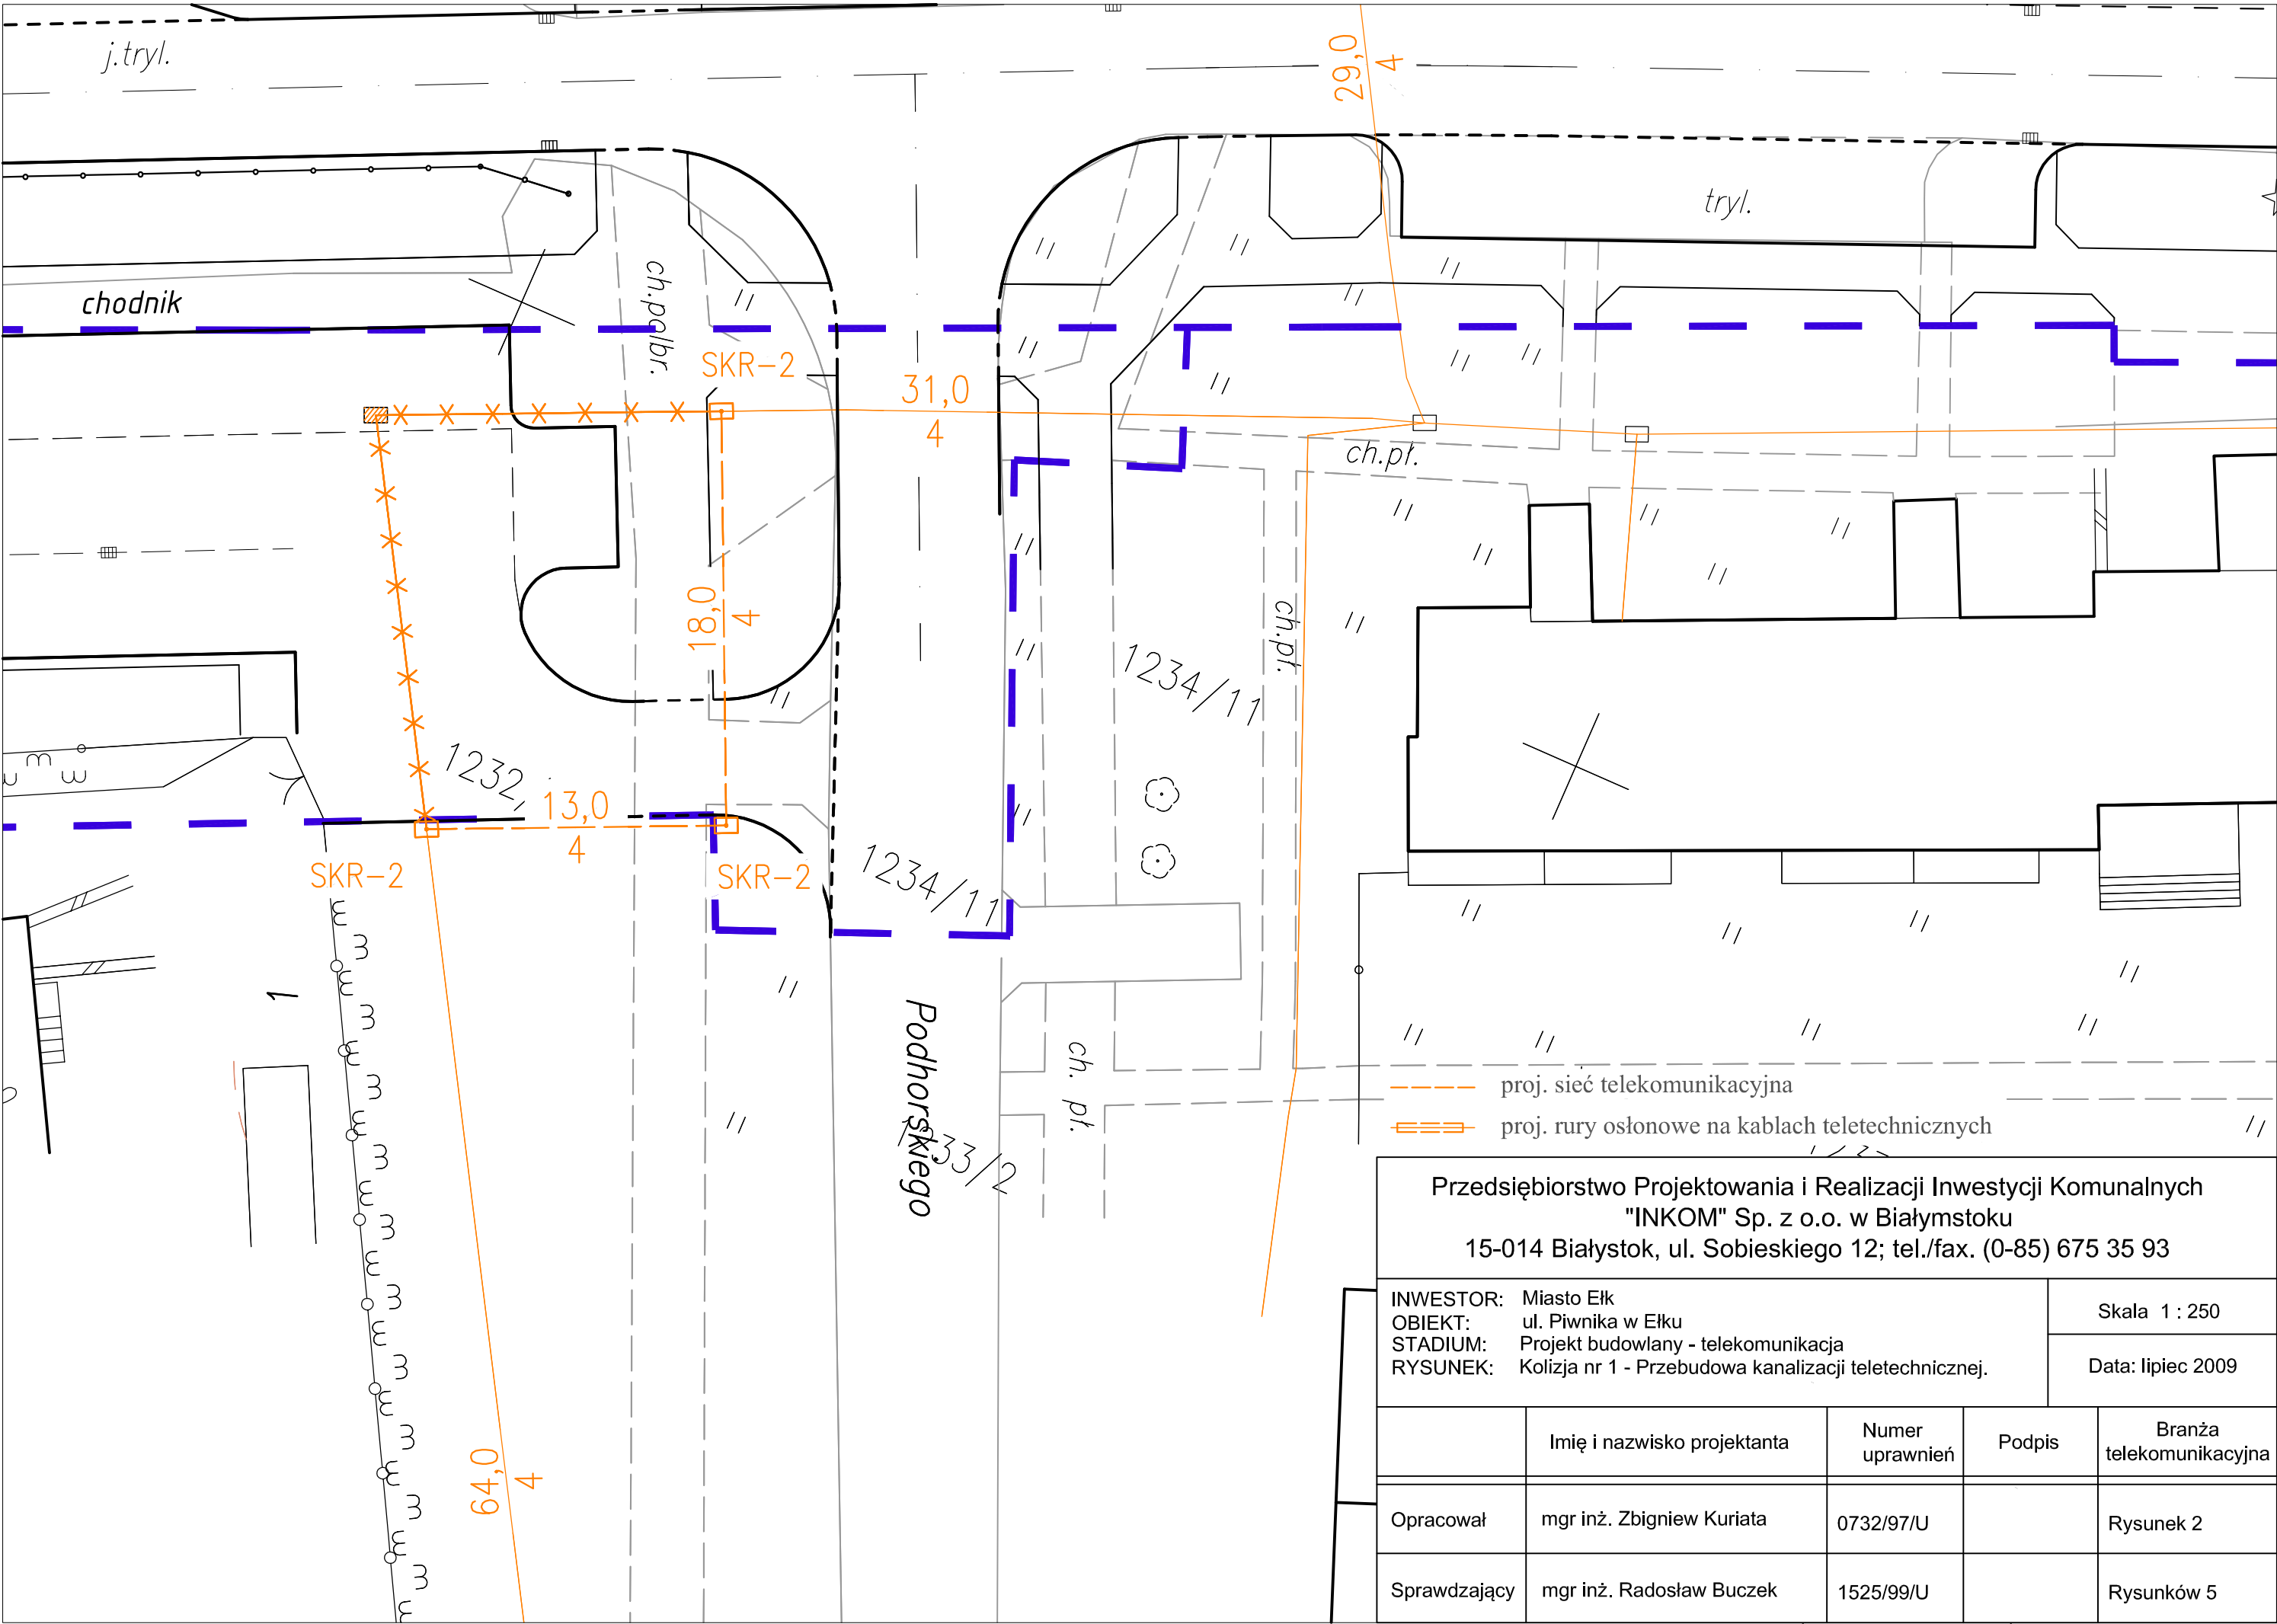 j.tryl.
29,0
4
tryl.
chodnik
ch.polbr.
SKR-2
31,0
4
ch.pł.
18,0
4
ch.pł.
1234/11
1232
13,0
4
SKR-2
SKR-2
1234/11
1
Podhorskiego
ch. pł.
64,0
4
proj. sieć telekomunikacyjna
proj. rury osłonowe na kablach teletechnicznych
Przedsiębiorstwo Projektowania i Realizacji Inwestycji Komunalnych
"INKOM" Sp. z o.o. w Białymstoku
15-014 Białystok, ul. Sobieskiego 12; tel./fax. (0-85) 675 35 93
INWESTOR: Miasto Ełk
OBIEKT: ul. Piwnika w Ełku
STADIUM: Projekt budowlany - telekomunikacja
RYSUNEK: Kolizja nr 1 - Przebudowa kanalizacji teletechnicznej.
Skala 1 : 250
Data: lipiec 2009
Imię i nazwisko projektanta
Numer uprawnień
Podpis
Branża telekomunikacyjna
Opracował mgr inż. Zbigniew Kuriata 0732/97/U Rysunek 2
Sprawdzający mgr inż. Radosław Buczek 1525/99/U Rysunków 5